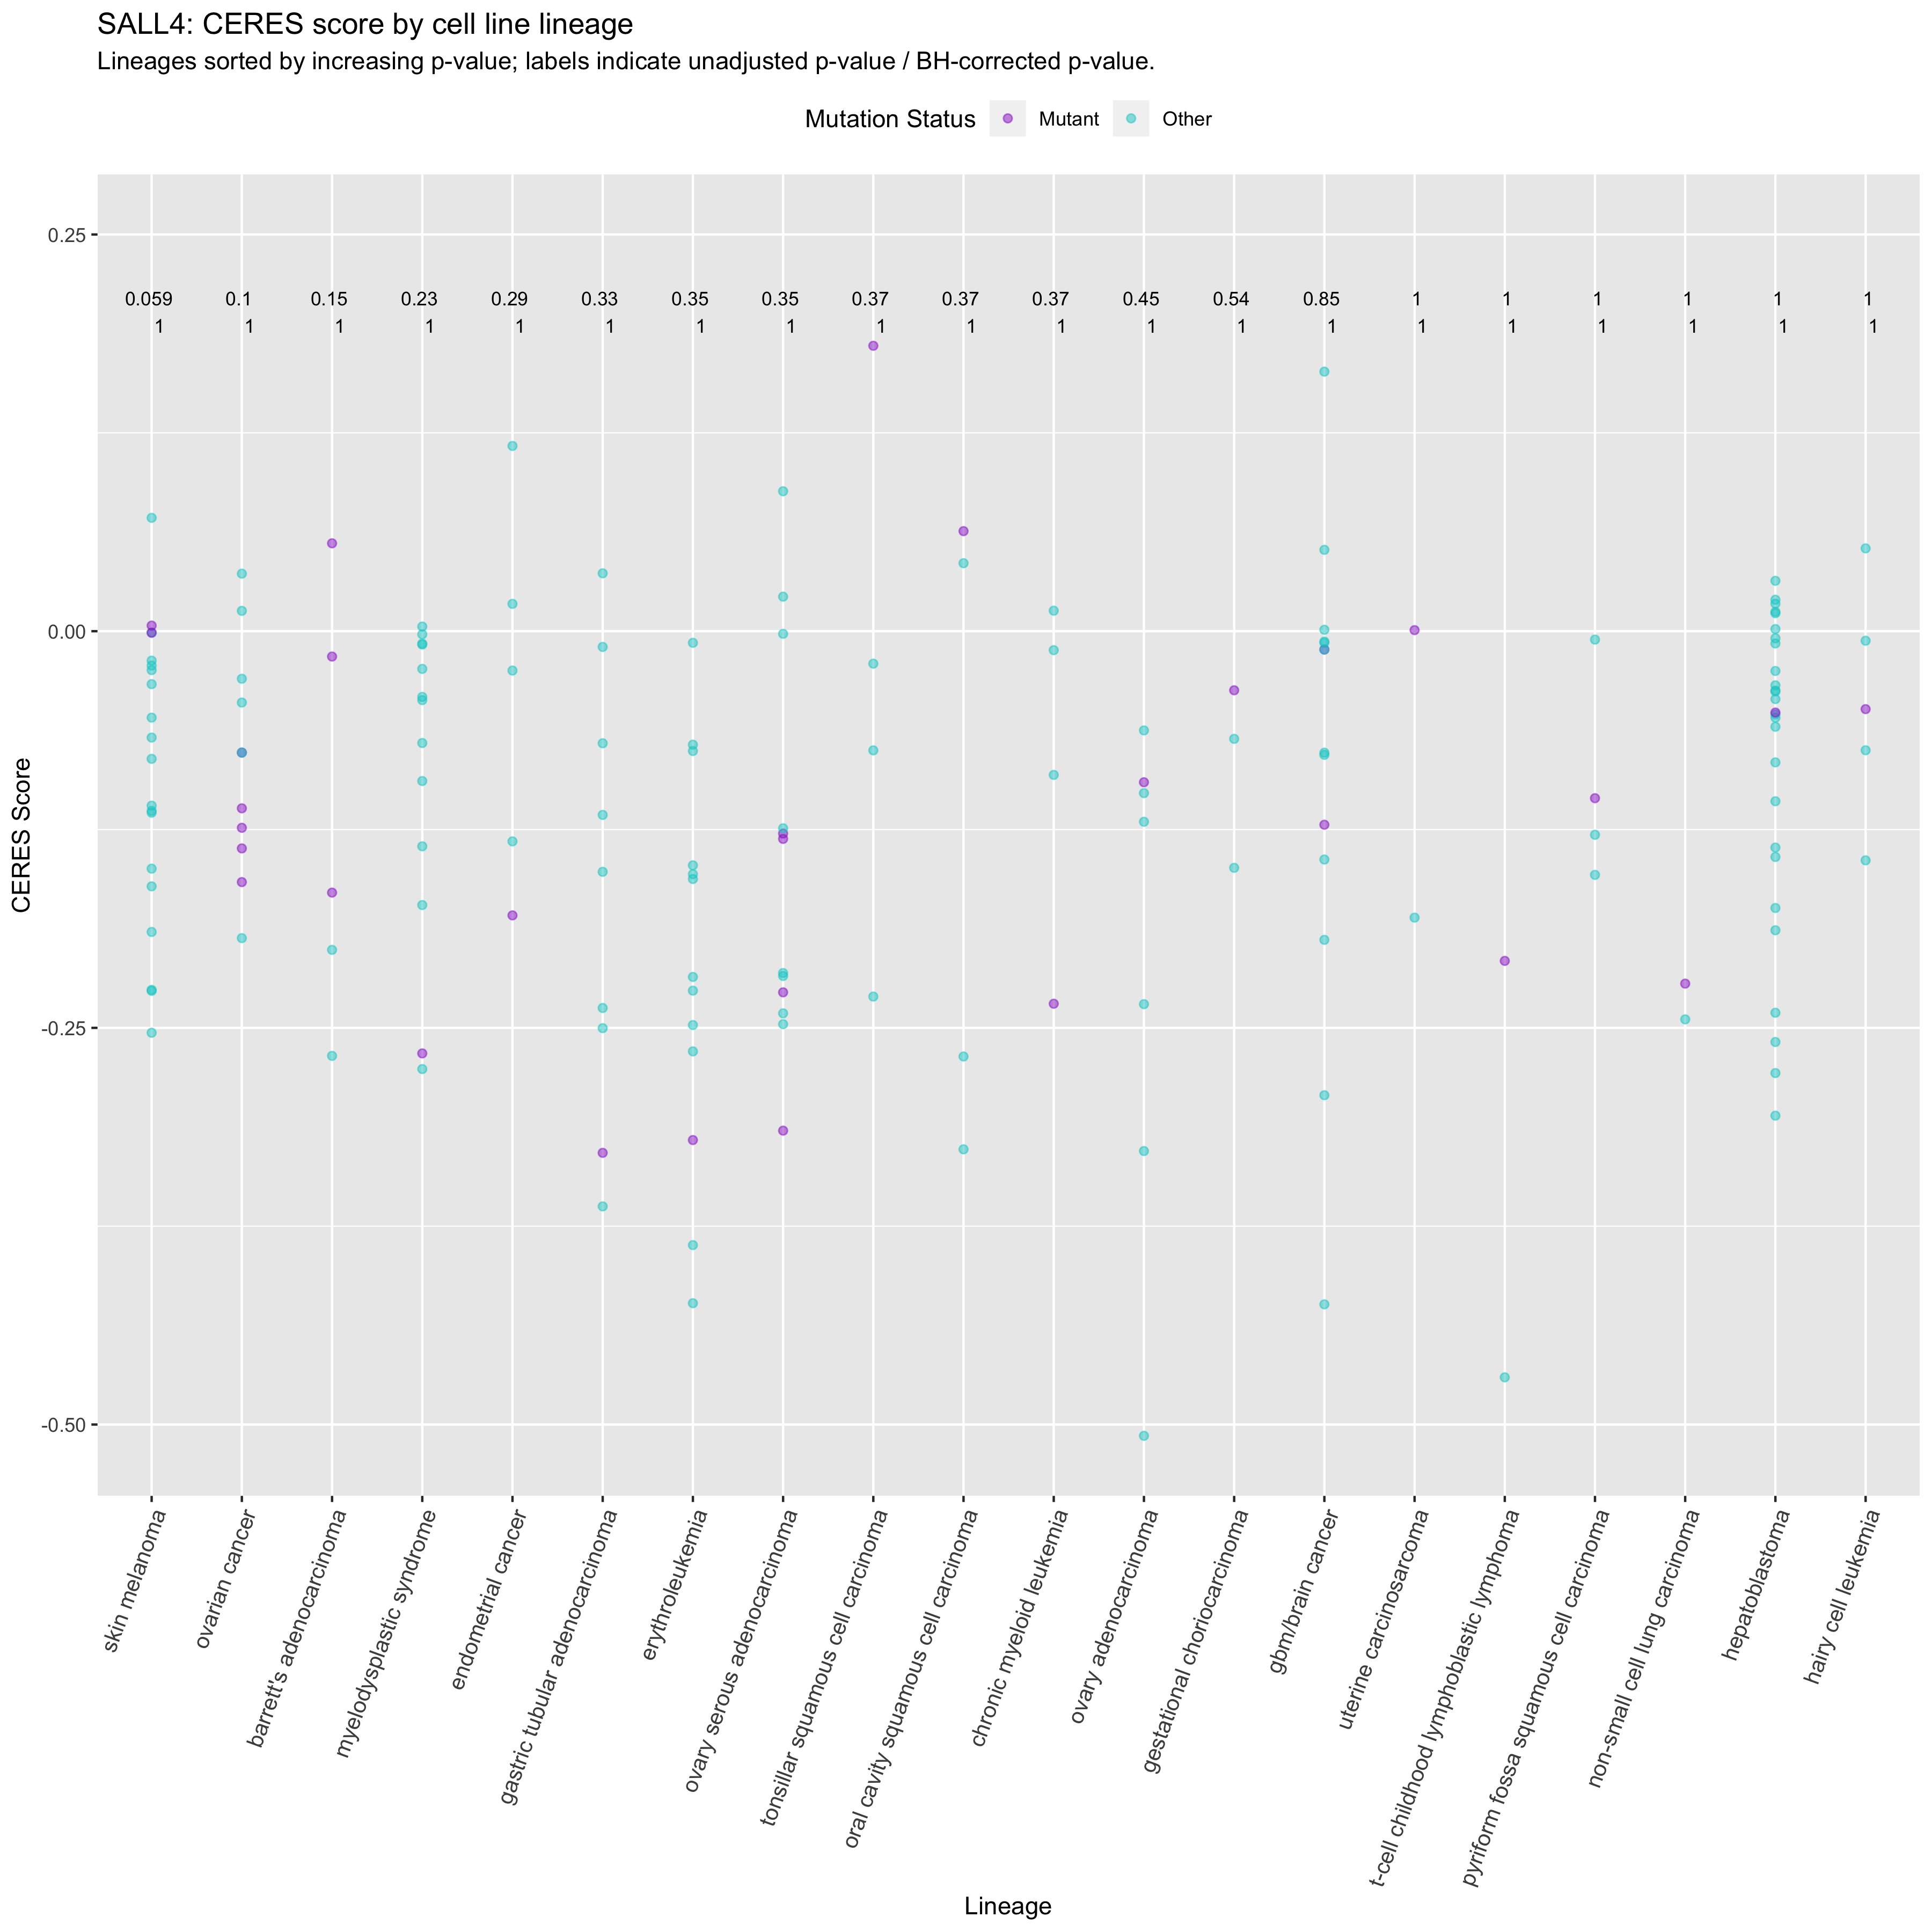 SALL4: CERES score by cell line lineage
Lineages sorted by increasing p-value; labels indicate unadjusted p-value / BH-corrected p-value.
Mutation Status Mutant Other
0.25
0.059 0.1 0.15 0.23 0.29 0.33 0.35 0.35 0.37 0.37 0.37 0.45 0.54 0.85 1 1 1 1 1 1
1 1 1 1 1 1 1 1 1 1 1 1 1 1 1 1 1 1 1 1
0.00
CERES Score
-0.25
-0.50
skin melanoma
ovarian cancer
barrett's adenocarcinoma
myelodysplastic syndrome
endometrial cancer
gastric tubular adenocarcinoma
erythroleukemia
ovary serous adenocarcinoma
tonsillar squamous cell carcinoma
oral cavity squamous cell carcinoma
chronic myeloid leukemia
ovary adenocarcinoma
gestational choriocarcinoma
gbm/brain cancer
uterine carcinosarcoma
t-cell childhood lymphoblastic lymphoma
pyriform fossa squamous cell carcinoma
non-small cell lung carcinoma
hepatoblastoma
hairy cell leukemia
Lineage